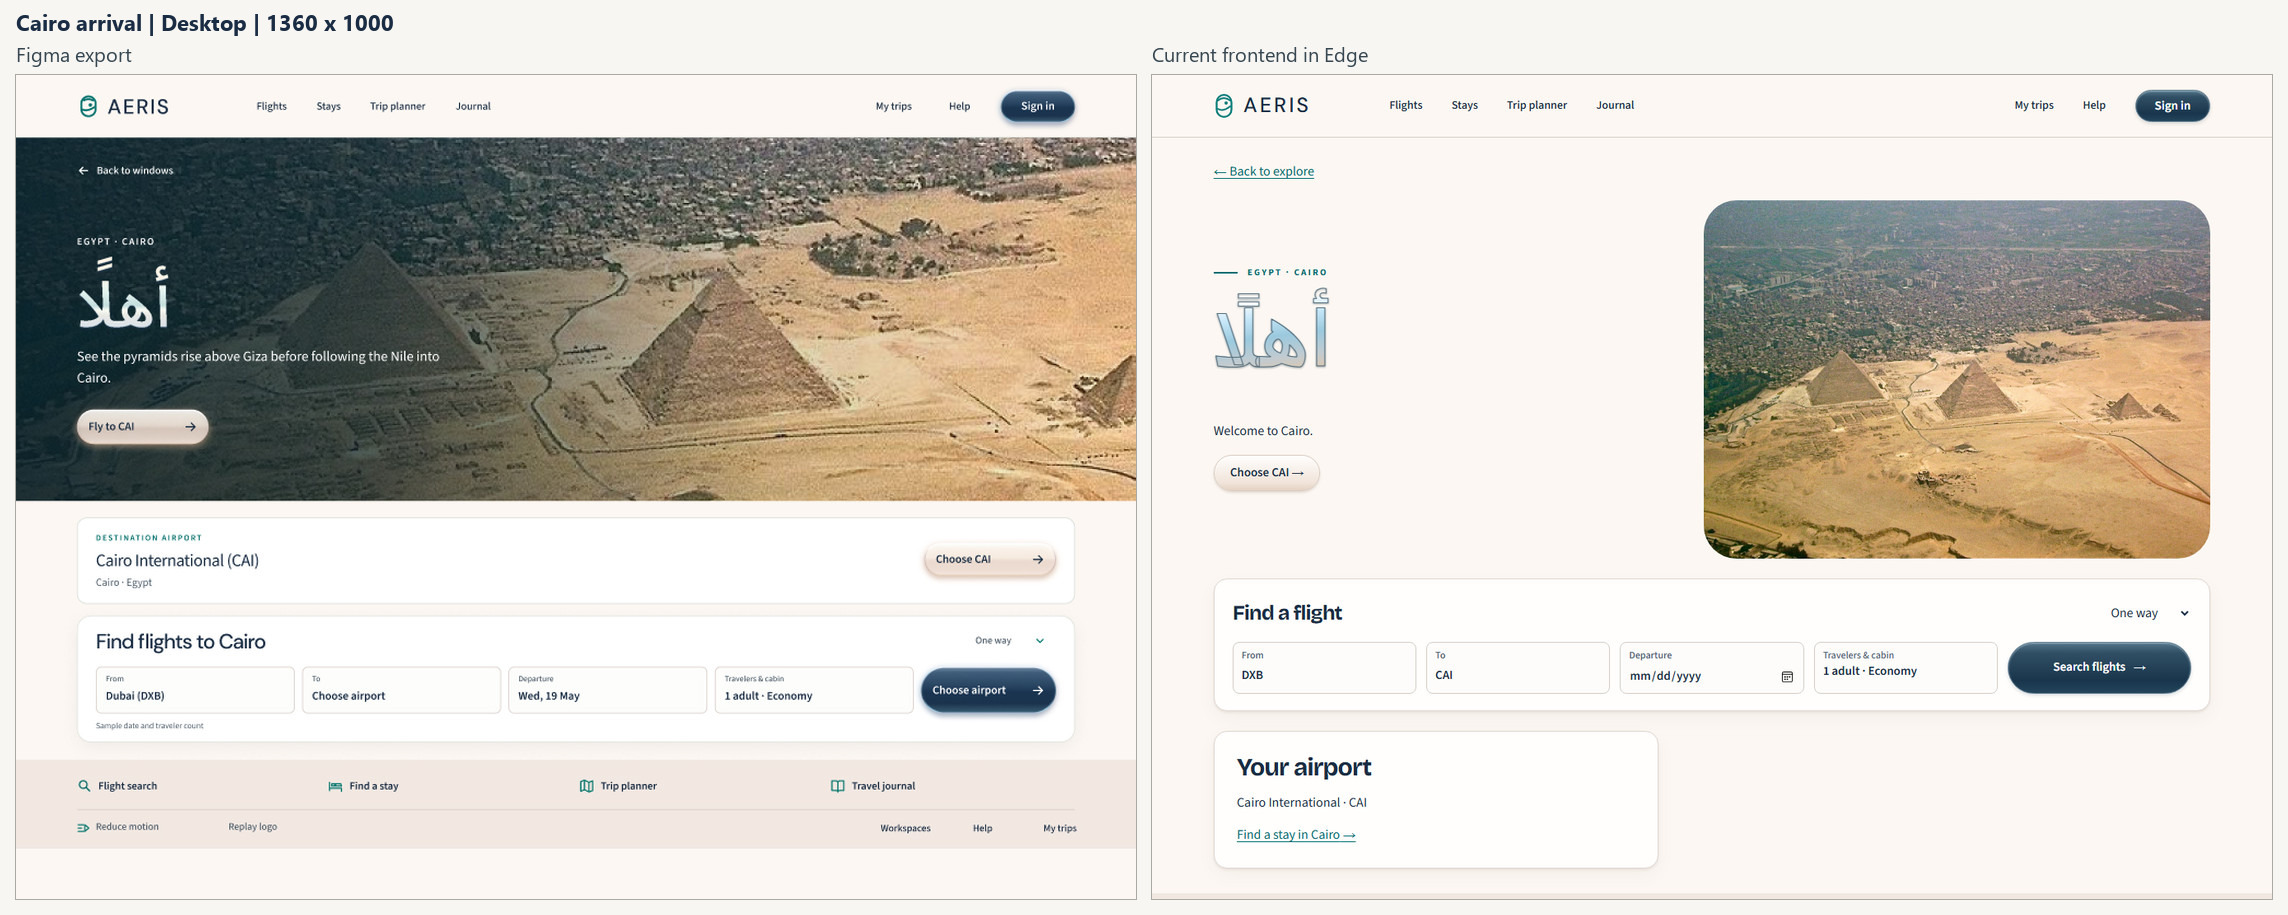 Cairo arrival | Desktop | 1360 x 1000
Figma export
AERIS
Flights
Stays
Trip planner
Journal
My trips
Help
Sign in
← Back to windows
EGYPT · CAIRO
أهلاً
See the pyramids rise above Giza before following the Nile into
Cairo.
Fly to CAI →
DESTINATION AIRPORT
Cairo International (CAI)
Cairo · Egypt
Choose CAI →
Find flights to Cairo
One way
From
Dubai (DXB)
To
Choose airport
Departure
Wed, 19 May
Travelers & cabin
1 adult · Economy
Choose airport →
Sample date and traveler count
Flight search
Find a stay
Trip planner
Travel journal
Reduce motion
Replay logo
Workspaces
Help
My trips
Current frontend in Edge
AERIS
Flights
Stays
Trip planner
Journal
My trips
Help
Sign in
← Back to explore
EGYPT · CAIRO
أهلاً
Welcome to Cairo.
Choose CAI →
Find a flight
One way
From
DXB
To
CAI
Departure
mm/dd/yyyy
Travelers & cabin
1 adult · Economy
Search flights →
Your airport
Cairo International · CAI
Find a stay in Cairo →